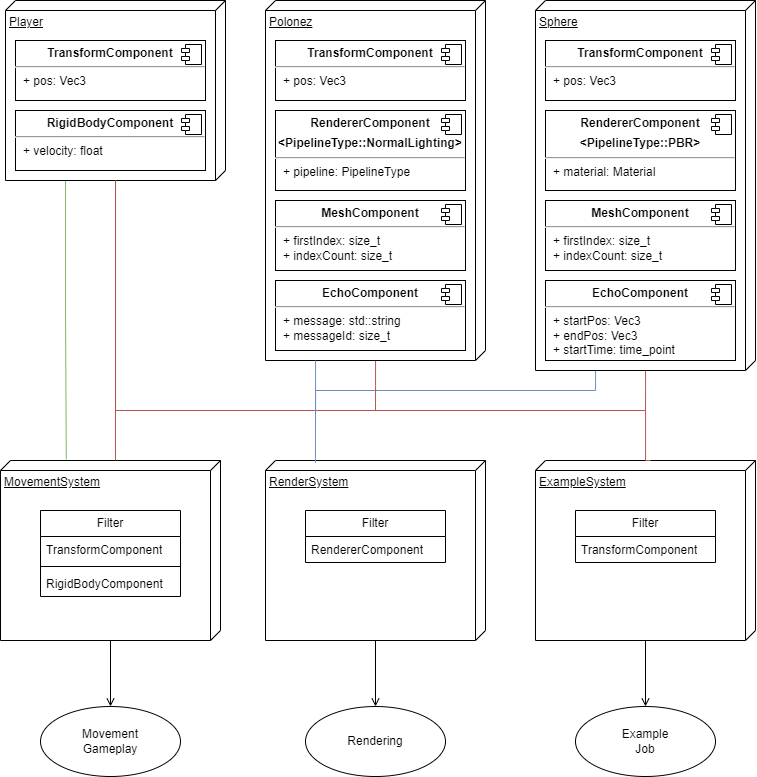 Player
TransformComponent
+ pos: Vec3
RigidBodyComponent
+ velocity: float
Polonez
TransformComponent
+ pos: Vec3
RendererComponent
<PipelineType::NormalLighting>
+ pipeline: PipelineType
MeshComponent
+ firstIndex: size_t
+ indexCount: size_t
EchoComponent
+ message: std::string
+ messageId: size_t
Sphere
TransformComponent
+ pos: Vec3
RendererComponent
<PipelineType::PBR>
+ material: Material
MeshComponent
+ firstIndex: size_t
+ indexCount: size_t
EchoComponent
+ startPos: Vec3
+ endPos: Vec3
+ startTime: time_point
MovementSystem
Filter
TransformComponent
RigidBodyComponent
RenderSystem
Filter
RendererComponent
ExampleSystem
Filter
TransformComponent
Movement
Gameplay
Rendering
Example
Job